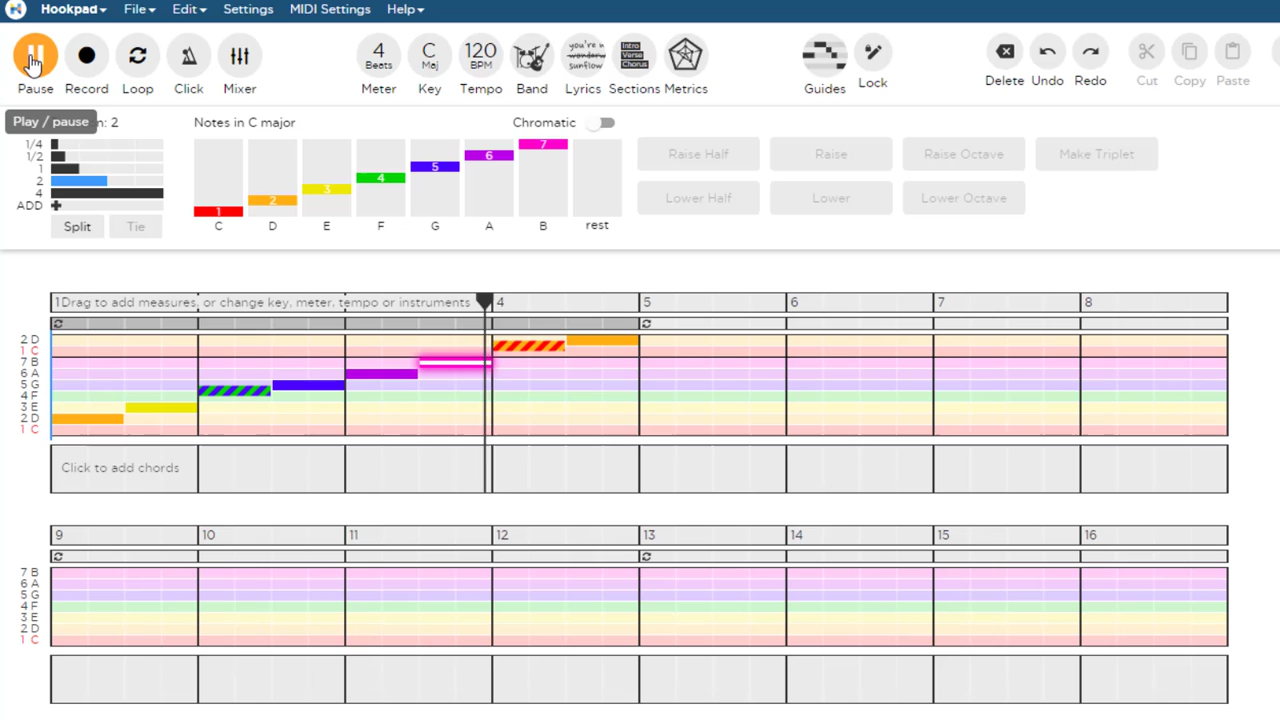 Hookpad File Edit Settings MIDI Settings Help
4 C 120 you're a wonderw sunflow Intro Verse Chorus
Beats Maj BPM
Pause Record Loop Click Mixer Meter Key Tempo Band Lyrics Sections Metrics Guides Lock Delete Undo Redo Cut Copy Paste
Play / pause n: 2 Notes in C major Chromatic
1/4
1/2
1
2
4
ADD
Split Tie
1 2 3 4 5 6 7
C D E F G A B rest
Raise Half Raise Raise Octave Make Triplet
Lower Half Lower Lower Octave
1 Drag to add measures, or change key, meter, tempo or instruments 4 5 6 7 8
2 D
1 C
7 B
6 A
5 G
4 F
3 E
2 D
1 C
Click to add chords
9 10 11 12 13 14 15 16
7 B
6 A
5 G
4 F
3 E
2 D
1 C